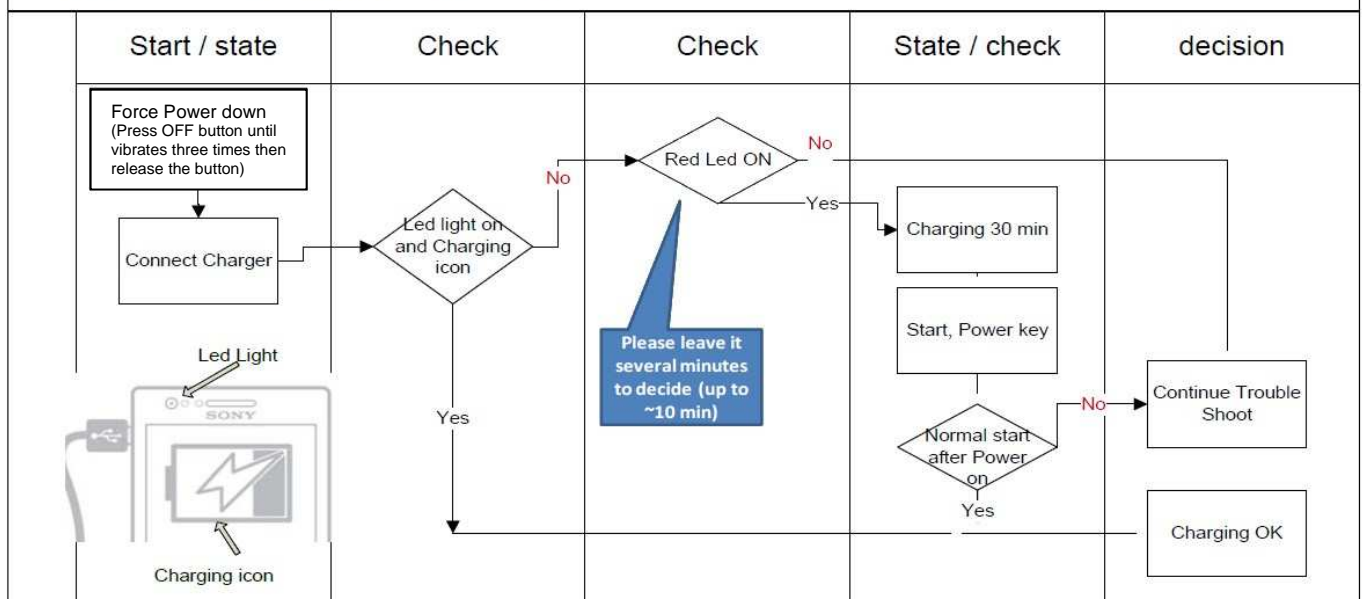 Start / state
Check
Check
State / check
decision
Force Power down
(Press OFF button until
vibrates three times then
release the button)
Connect Charger
Led light on
and Charging
icon
No
Yes
Red Led ON
No
Yes
Please leave it
several minutes
to decide (up to
~10 min)
Charging 30 min
Start, Power key
Normal start
after Power
on
No
Yes
Continue Trouble
Shoot
Charging OK
Led Light
SONY
Charging icon